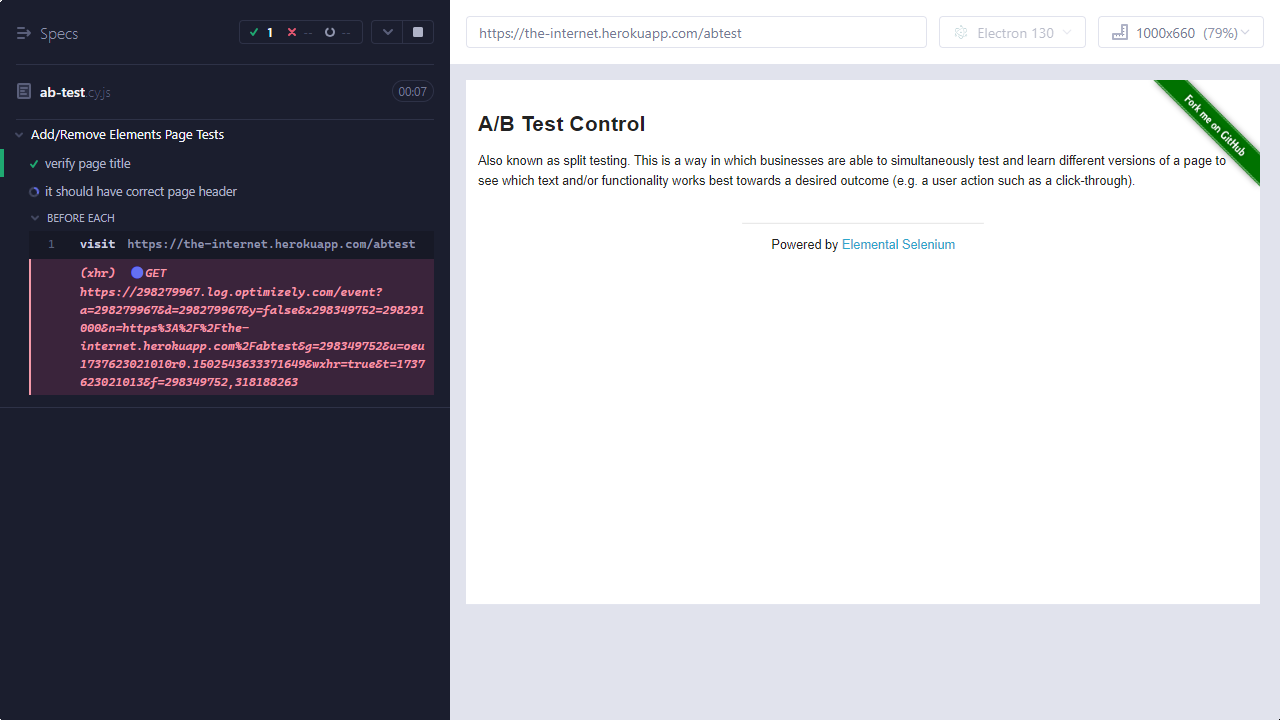 Specs
1
--
--
ab-test.cy.js
00:07
Add/Remove Elements Page Tests
verify page title
it should have correct page header
BEFORE EACH
1 visit https://the-internet.herokuapp.com/abtest
(xhr) GET
https://298279967.log.optimizely.com/event?
a=298279967&d=298279967&y=false&x298349752=298291
000&n=https%3A%2F%2Fthe-
internet.herokuapp.com%2Fabtest&g=298349752&u=oeu
1737623021010r0.1502543633371649&wxhr=true&t=1737
623021013&f=298349752,318188263
https://the-internet.herokuapp.com/abtest
Electron 130
1000x660 (79%)
Fork me on GitHub
A/B Test Control
Also known as split testing. This is a way in which businesses are able to simultaneously test and learn different versions of a page to
see which text and/or functionality works best towards a desired outcome (e.g. a user action such as a click-through).
Powered by Elemental Selenium